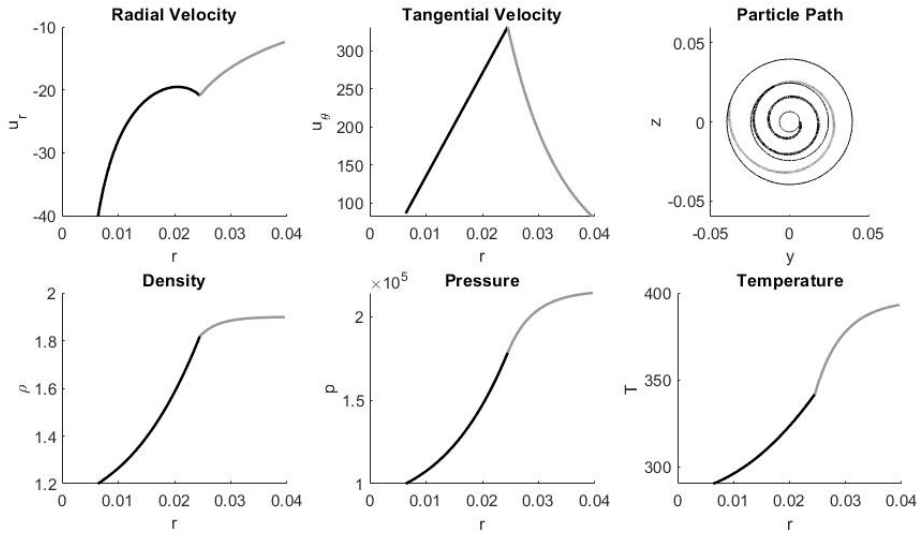 Radial Velocity
-10
-20
-30
-40
u_r
0 0.01 0.02 0.03 0.04
r
Tangential Velocity
300
250
200
150
100
u_θ
0 0.01 0.02 0.03 0.04
r
Particle Path
0.05
0
-0.05
z
-0.05 0 0.05
y
Density
2
1.8
1.6
1.4
1.2
ρ
0 0.01 0.02 0.03 0.04
r
Pressure
×10^5
2
1.5
1
p
0 0.01 0.02 0.03 0.04
r
Temperature
400
350
300
T
0 0.01 0.02 0.03 0.04
r